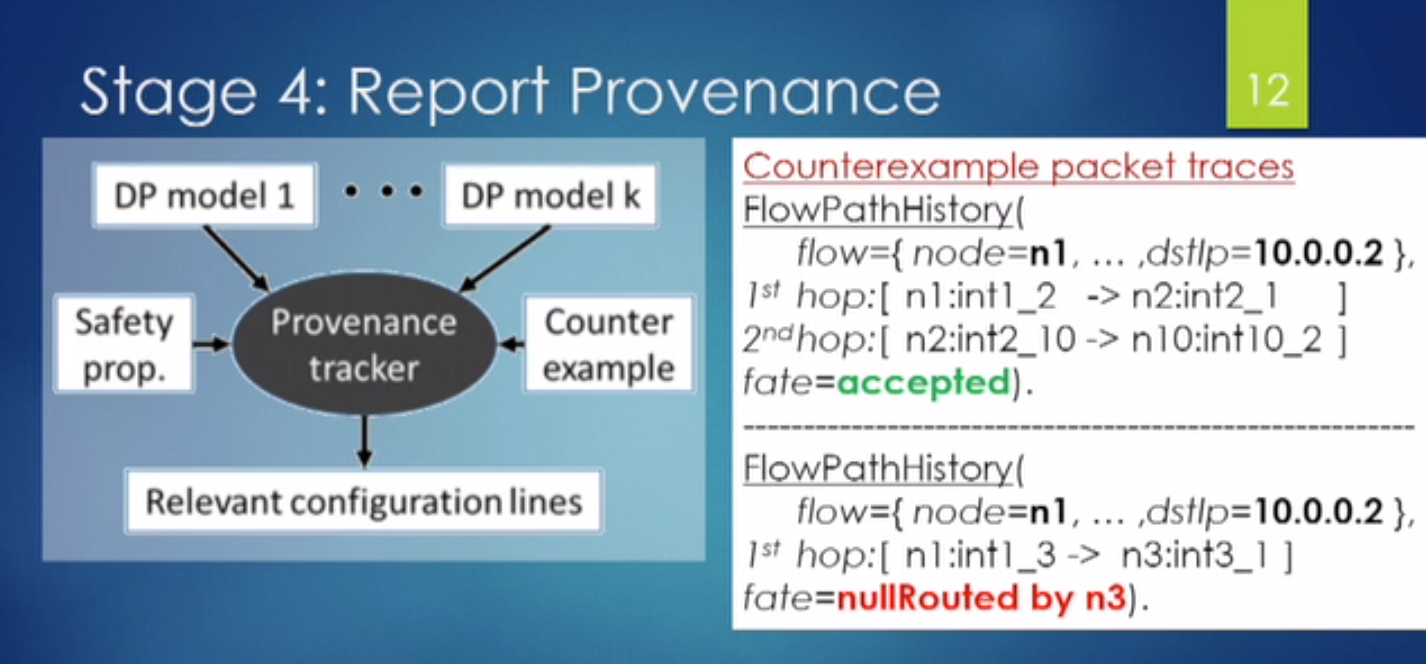 Stage 4: Report Provenance
12
DP model 1
• • •
DP model k
Safety
prop.
Provenance
tracker
Counter
example
Relevant configuration lines
Counterexample packet traces
FlowPathHistory(
flow={ node=n1, … ,dstIp=10.0.0.2 },
1st hop:[ n1:int1_2 -> n2:int2_1 ]
2nd hop:[ n2:int2_10 -> n10:int10_2 ]
fate=accepted).
----------------------------------------------------------------
FlowPathHistory(
flow={ node=n1, … ,dstIp=10.0.0.2 },
1st hop:[ n1:int1_3 -> n3:int3_1 ]
fate=nullRouted by n3).